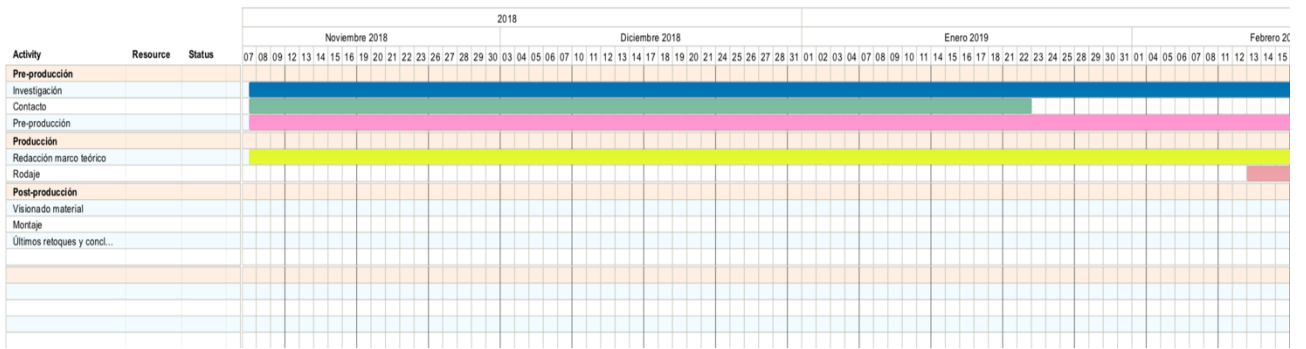 2018
Noviembre 2018 Diciembre 2018 Enero 2019 Febrero 20
Activity Resource Status 07 08 09 12 13 14 15 16 19 20 21 22 23 26 27 28 29 30 03 04 05 06 07 10 11 12 13 14 17 18 19 20 21 24 25 26 27 28 31 01 02 03 04 07 08 09 10 11 14 15 16 17 18 21 22 23 24 25 28 29 30 31 01 04 05 06 07 08 11 12 13 14 15
Pre-producción
Investigación
Contacto
Pre-producción
Producción
Redacción marco teórico
Rodaje
Post-producción
Visionado material
Montaje
Últimos retoques y concl...